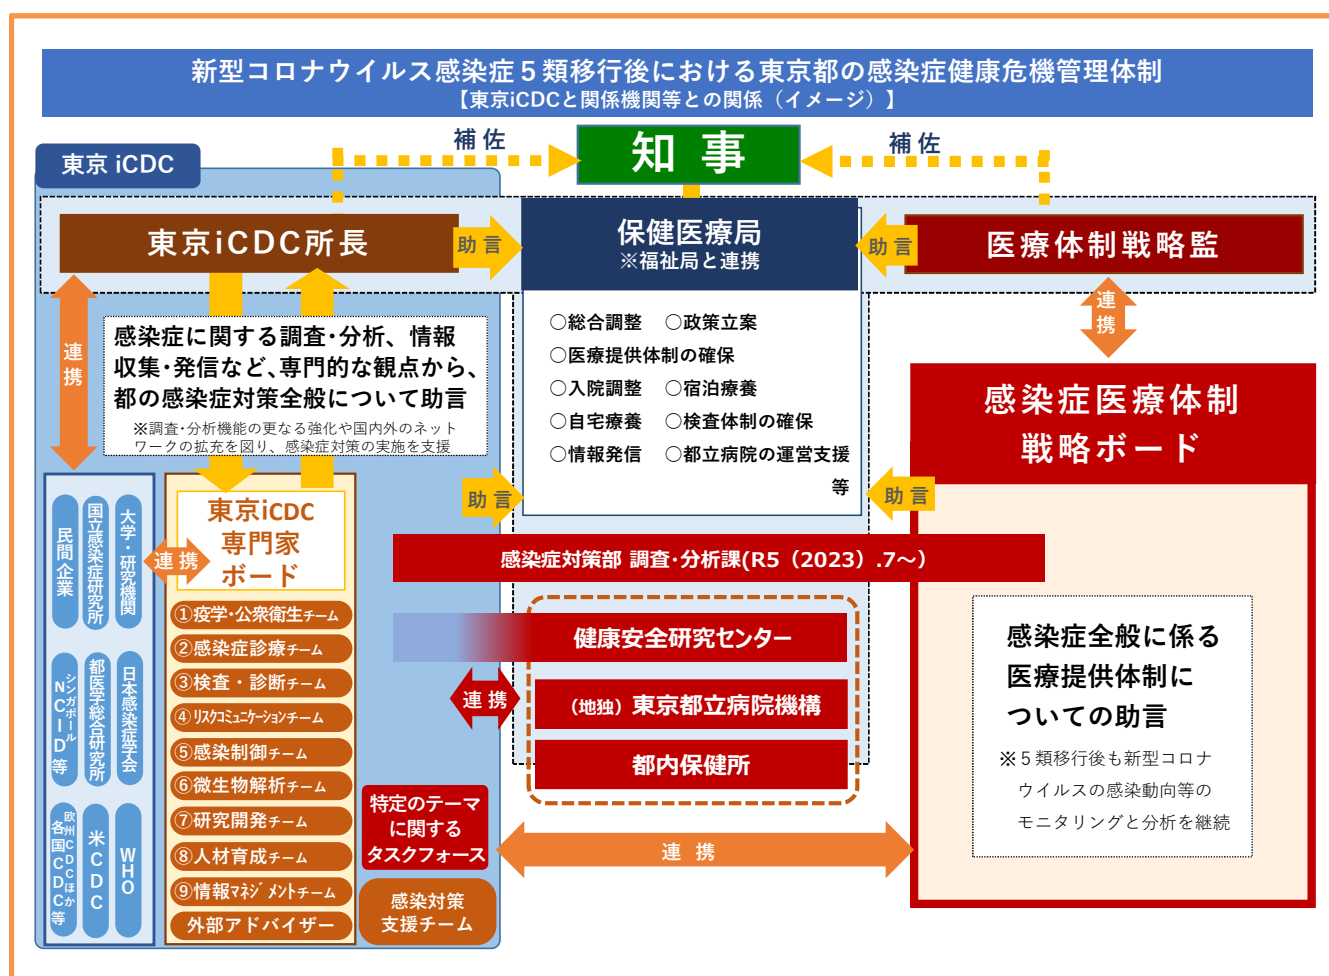 新型コロナウイルス感染症５類移行後における東京都の感染症健康危機管理体制
【東京iCDCと関係機関等との関係（イメージ）】
補佐
知事
補佐
東京 iCDC
東京iCDC所長
助言
保健医療局
※福祉局と連携
助言
医療体制戦略監
連携
感染症に関する調査･分析、情報
収集･発信など、専門的な観点から、
都の感染症対策全般について助言
※調査･分析機能の更なる強化や国内外のネット
ワークの拡充を図り、感染症対策の実施を支援
○総合調整　○政策立案
○医療提供体制の確保
○入院調整　○宿泊療養
○自宅療養　○検査体制の確保
○情報発信　○都立病院の運営支援
等
連携
感染症医療体制
戦略ボード
助言
助言
民間企業
国立感染症研究所
大学・研究機関
連携
東京iCDC
専門家
ボード
感染症対策部 調査・分析課(R5（2023）.7～）
①疫学･公衆衛生チーム
②感染症診療チーム
③検査・診断チーム
④リスクコミュニケーションチーム
⑤感染制御チーム
⑥微生物解析チーム
⑦研究開発チーム
⑧人材育成チーム
⑨情報マネジメントチーム
外部アドバイザー
シンガポール
NCID等
都医学総合研究所
日本感染症学会
欧州CDCほか
各国CDC等
米CDC
WHO
健康安全研究センター
連携
（地独）東京都立病院機構
都内保健所
特定のテーマ
に関する
タスクフォース
感染対策
支援チーム
連携
感染症全般に係る
医療提供体制に
ついての助言
※５類移行後も新型コロナ
ウイルスの感染動向等の
モニタリングと分析を継続